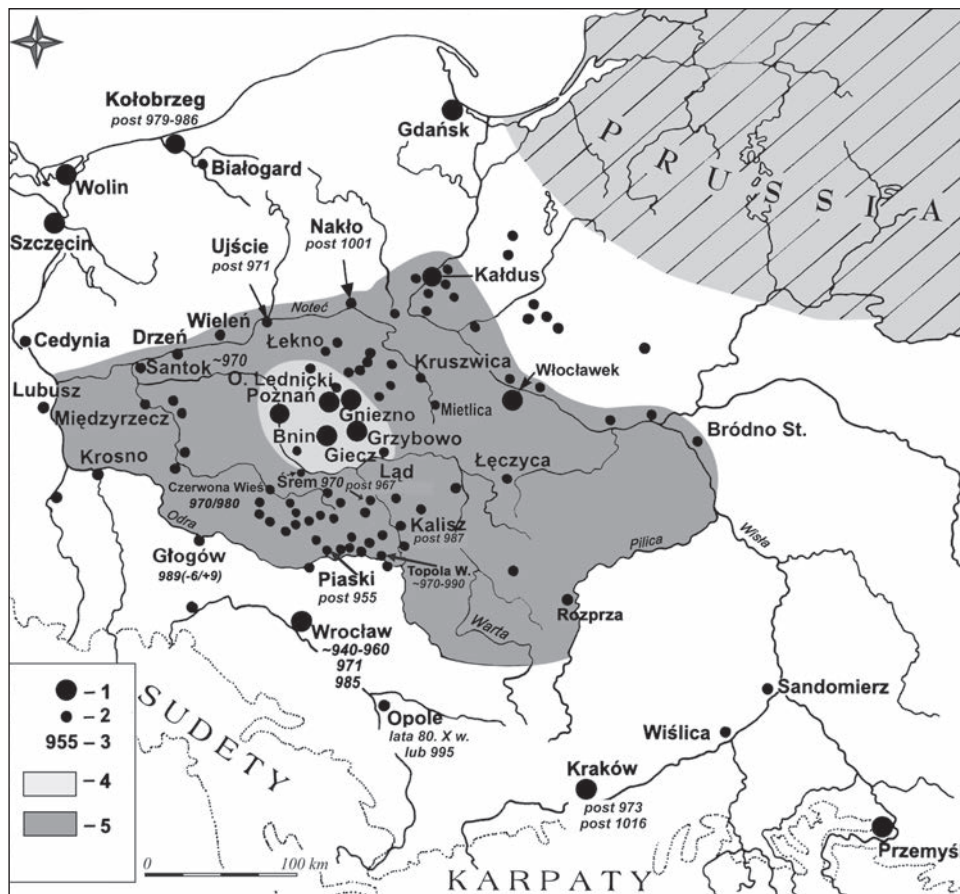 Kołobrzeg
post 979-986
Gdańsk
Białogard
Wolin
Szczęcin
PRUSSIA
Nakło
post 1001
Ujście
post 971
Kałdus
Noteć
Wieleń
Drzeń
Cedynia
Łekno
Santok ~970
Kruszwica
Włocławek
O. Lednicki
Poznań
Gniezno
Mietlica
Lubusz
Międzyrzecz
Bnin
Grzybowo
Giecz
Bródno St.
Krosno
Ląd
Łęczyca
Czerwona Wieś
970/980
Śrem 970
post 967
Odra
Kalisz
post 987
Wisła
Pilica
Głogów
989(-6/+9)
Topola W.
~970-990
Piaski
post 955
Rozprza
Wrocław
~940-960
971
985
Warta
Sandomierz
– 1
– 2
955 – 3
– 4
– 5
SUDETY
Opole
lata 80. X w.
lub 995
Wiślica
Kraków
post 973
post 1016
Przemyśl
0 100 km
KARPATY